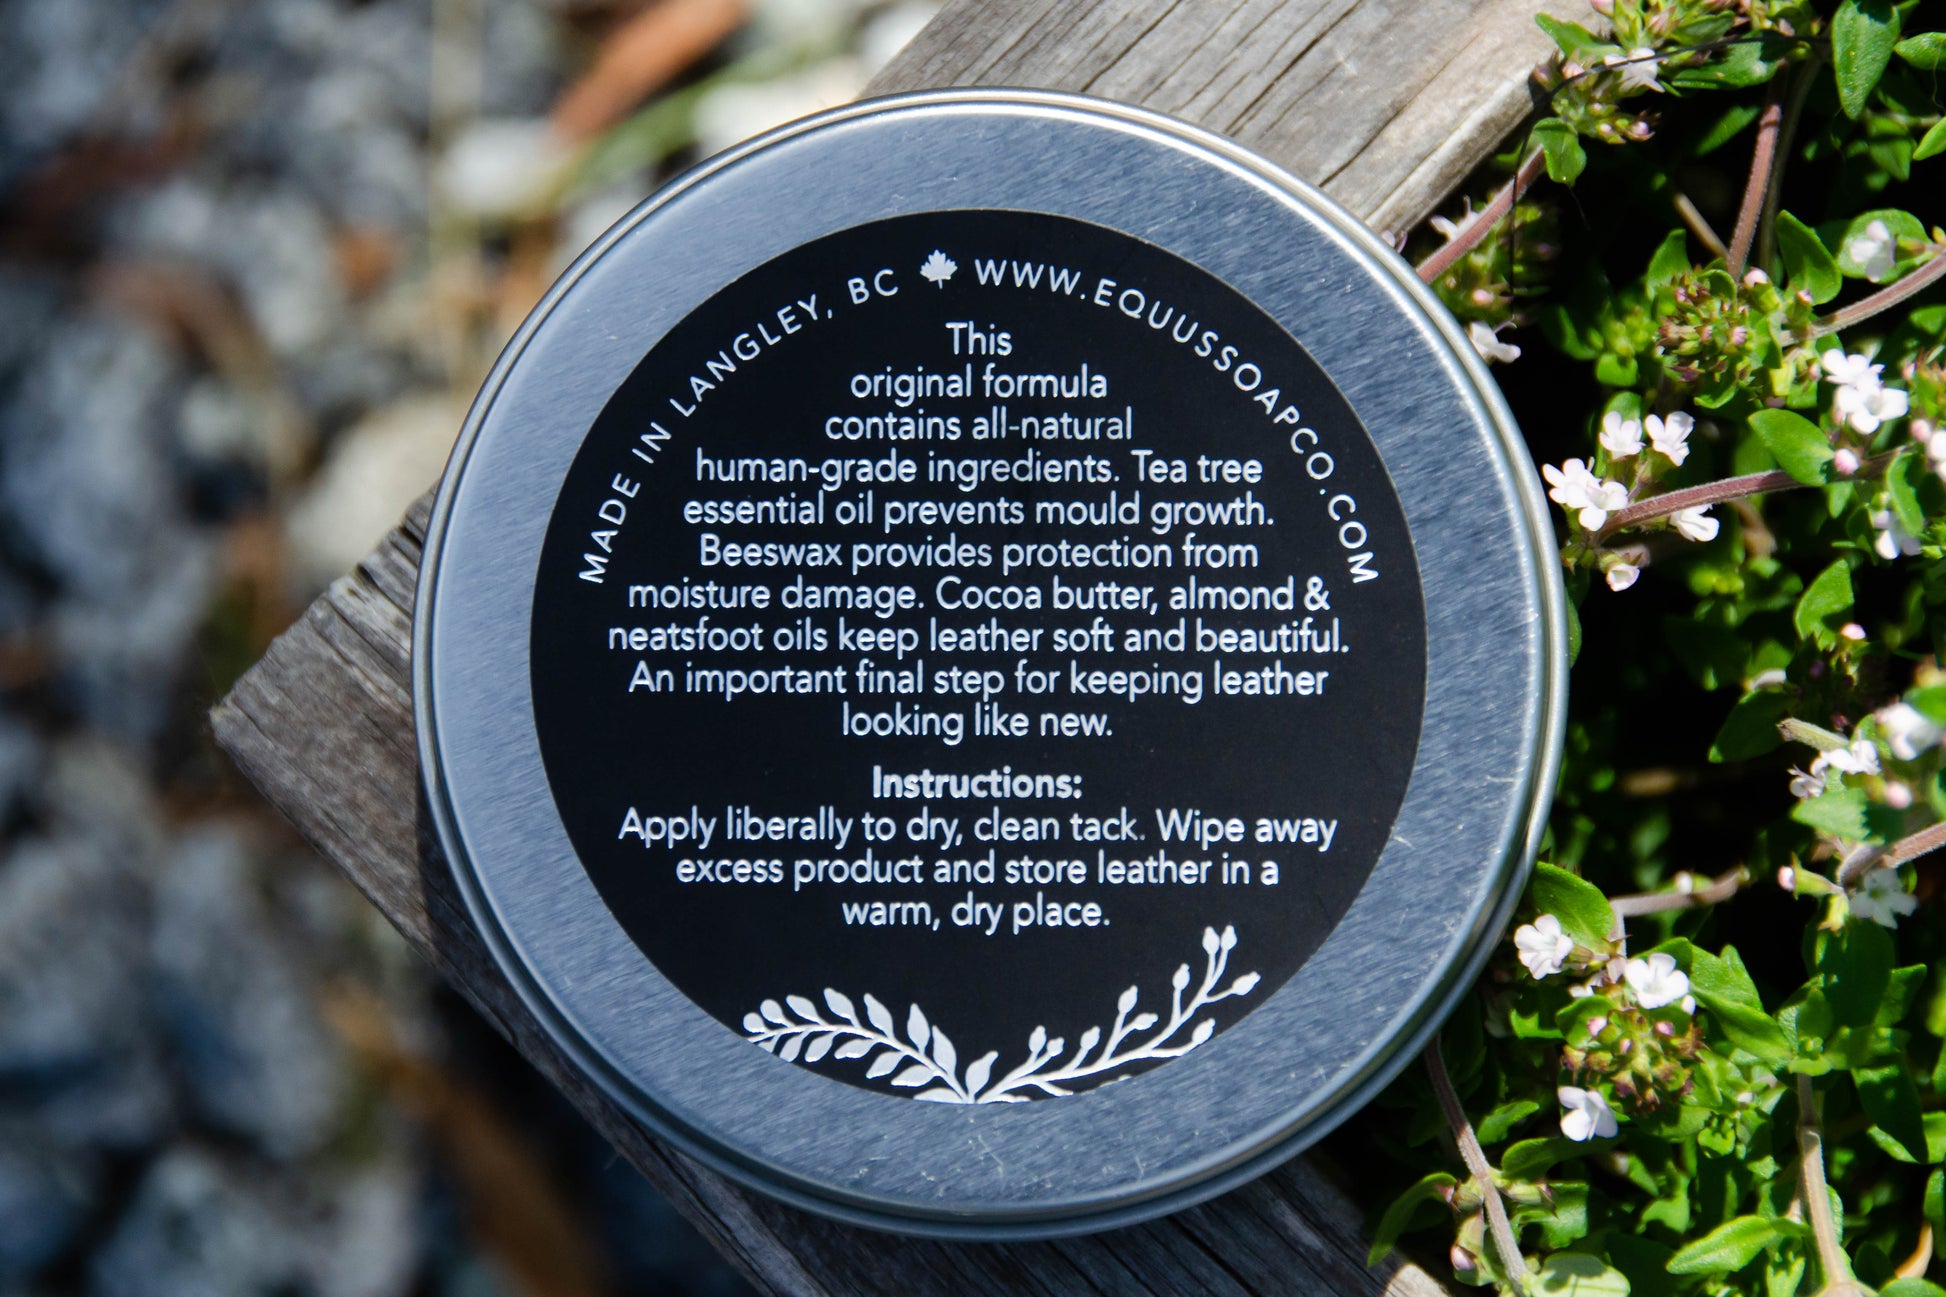 MADE IN LANGLEY, BC WWW.EQUUSSOAPCO.COM
This
original formula
contains all-natural
human-grade ingredients. Tea tree
essential oil prevents mould growth.
Beeswax provides protection from
moisture damage. Cocoa butter, almond &
neatsfoot oils keep leather soft and beautiful.
An important final step for keeping leather
looking like new.
Instructions:
Apply liberally to dry, clean tack. Wipe away
excess product and store leather in a
warm, dry place.